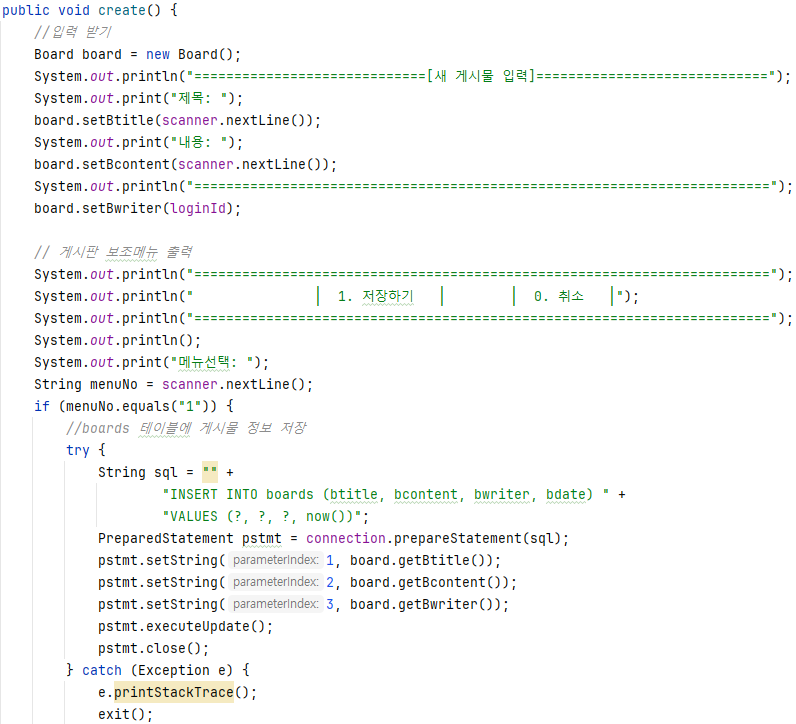 public void create() {
//입력 받기
Board board = new Board();
System.out.println("=============================[새 게시물 입력]=============================");
System.out.print("제목: ");
board.setBtitle(scanner.nextLine());
System.out.print("내용: ");
board.setBcontent(scanner.nextLine());
System.out.println("========================================================================");
board.setBwriter(loginId);
// 게시판 보조메뉴 출력
System.out.println("========================================================================");
System.out.println("               │  1. 저장하기   │        │  0. 취소   │");
System.out.println("========================================================================");
System.out.println();
System.out.print("메뉴선택: ");
String menuNo = scanner.nextLine();
if (menuNo.equals("1")) {
//boards 테이블에 게시물 정보 저장
try {
String sql = "" +
"INSERT INTO boards (btitle, bcontent, bwriter, bdate) " +
"VALUES (?, ?, ?, now())";
PreparedStatement pstmt = connection.prepareStatement(sql);
pstmt.setString( parameterIndex: 1, board.getBtitle());
pstmt.setString( parameterIndex: 2, board.getBcontent());
pstmt.setString( parameterIndex: 3, board.getBwriter());
pstmt.executeUpdate();
pstmt.close();
} catch (Exception e) {
e.printStackTrace();
exit();